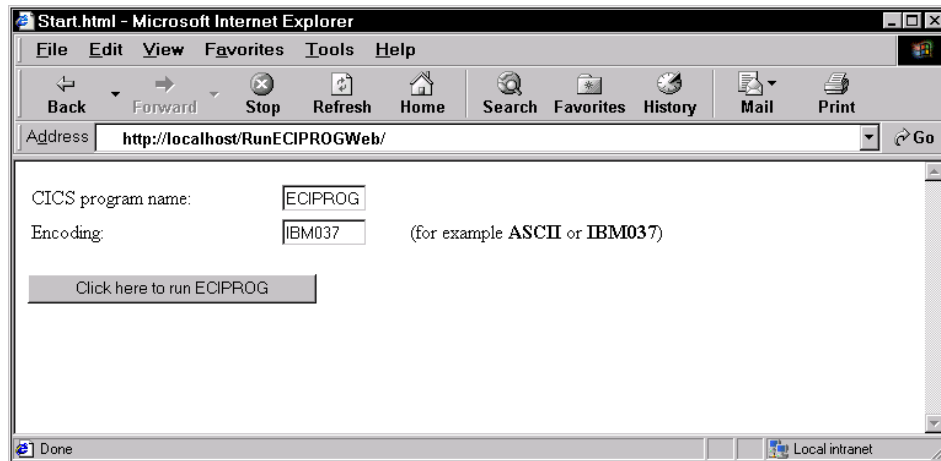 Start.html - Microsoft Internet Explorer
File Edit View Favorites Tools Help
Back Forward Stop Refresh Home Search Favorites History Mail Print
Address http://localhost/RunECIPROGWeb/ Go
CICS program name: ECIPROG
Encoding: IBM037 (for example ASCII or IBM037)
Click here to run ECIPROG
Done Local intranet